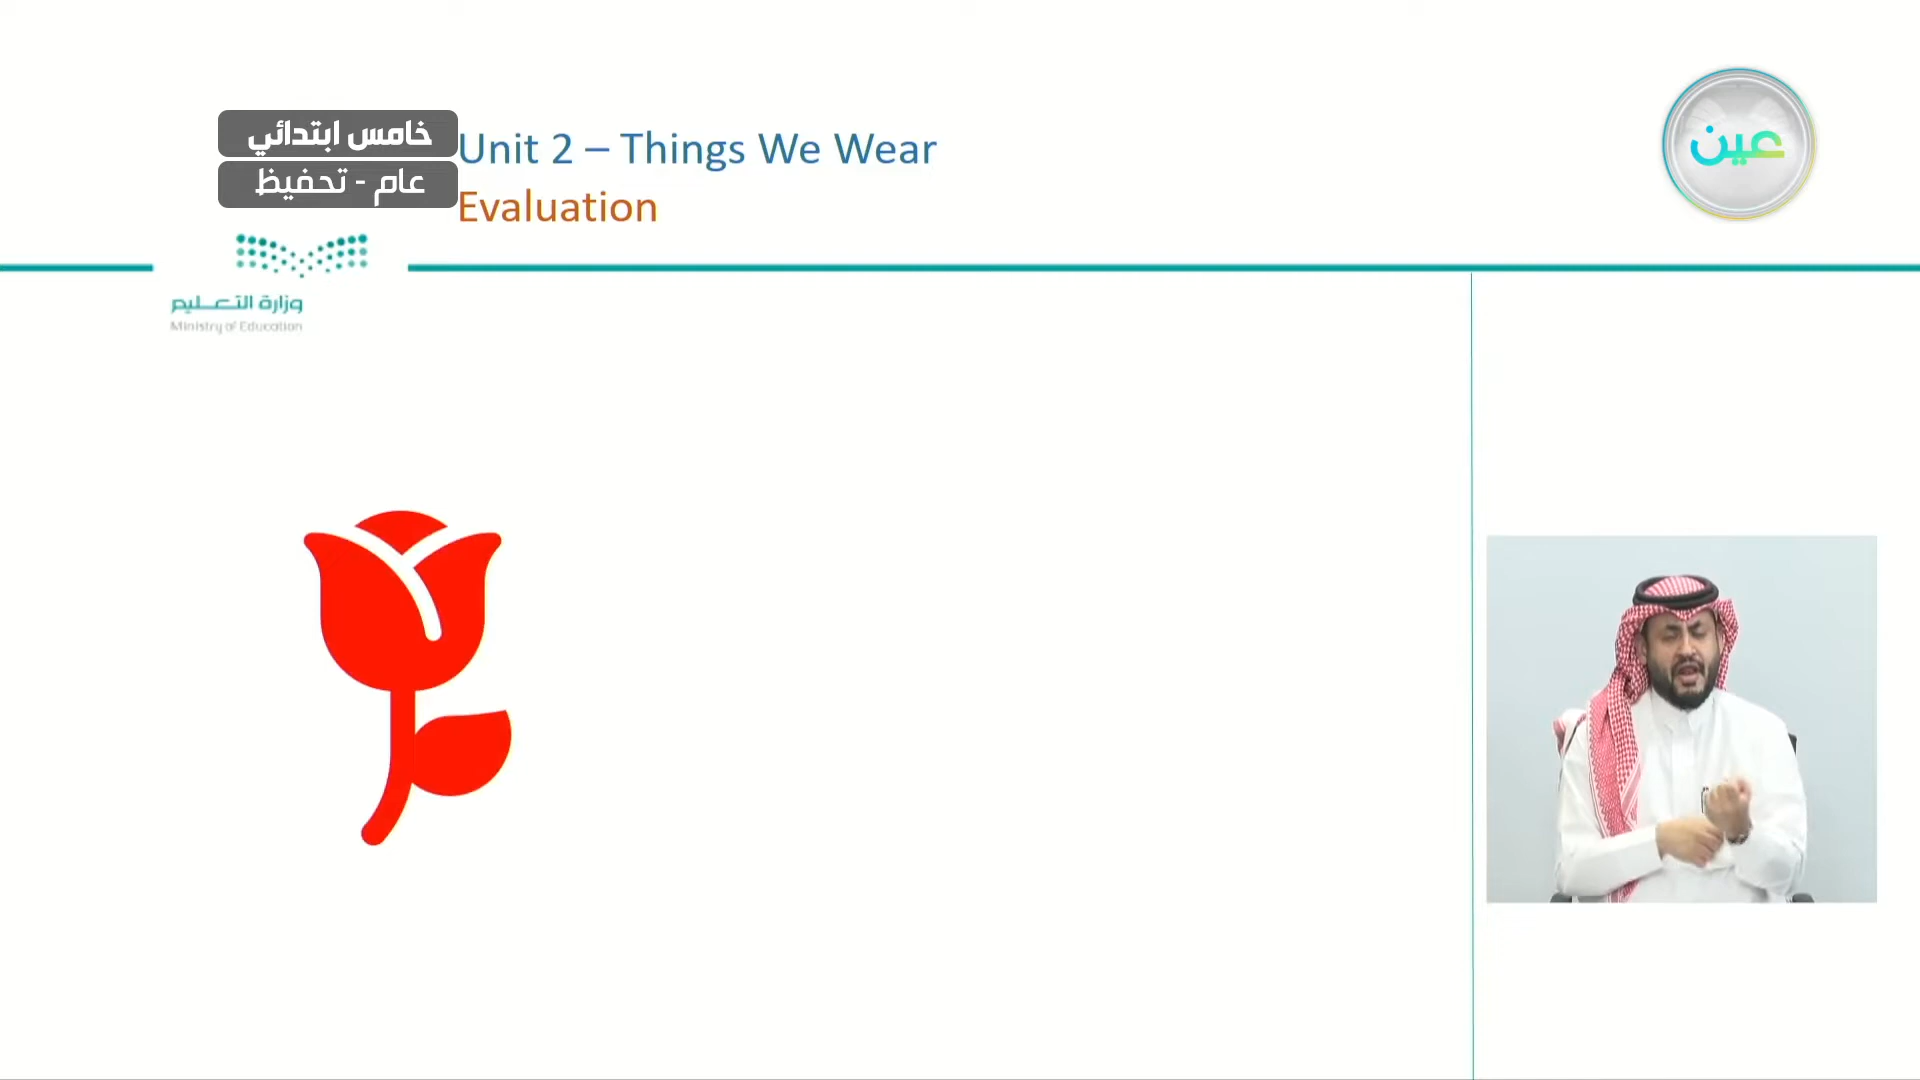 خامس ابتدائي
عام - تحفيظ
Unit 2 – Things We Wear
Evaluation
عين
وزارة التعليم
Ministry of Education